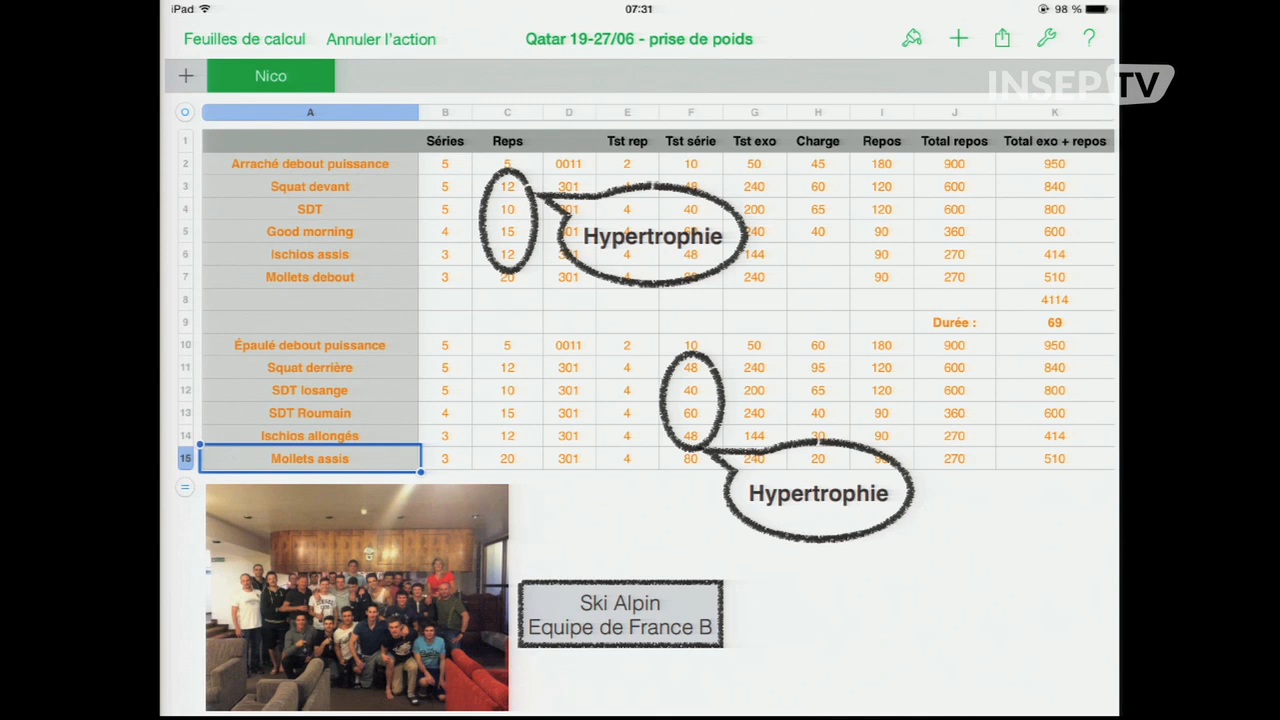 iPad 07:31 98 %
Feuilles de calcul Annuler l'action Qatar 19-27/06 - prise de poids ?
INSEP TV
+ Nico
A B C D E F G H I J K
1 Séries Reps Tst rep Tst série Tst exo Charge Repos Total repos Total exo + repos
2 Arraché debout puissance 5 5 0011 2 10 50 45 180 900 950
3 Squat devant 5 12 301 48 240 60 120 600 840
4 SDT 5 10 301 4 40 200 65 120 600 800
5 Good morning 4 15 240 40 90 360 600
Hypertrophie
6 Ischios assis 3 12 4 48 144 90 270 414
7 Mollets debout 3 20 301 4 240 90 270 510
8 4114
9 Durée : 69
10 Épaulé debout puissance 5 5 0011 2 10 50 60 180 900 950
11 Squat derrière 5 12 301 4 48 240 95 120 600 840
12 SDT losange 5 10 301 4 40 200 65 120 600 800
13 SDT Roumain 4 15 301 4 60 240 40 90 360 600
14 Ischios allongés 3 12 301 4 48 144 30 90 270 414
15 Mollets assis 3 20 301 4 80 240 20 270 510
=
Hypertrophie
Ski Alpin
Equipe de France B